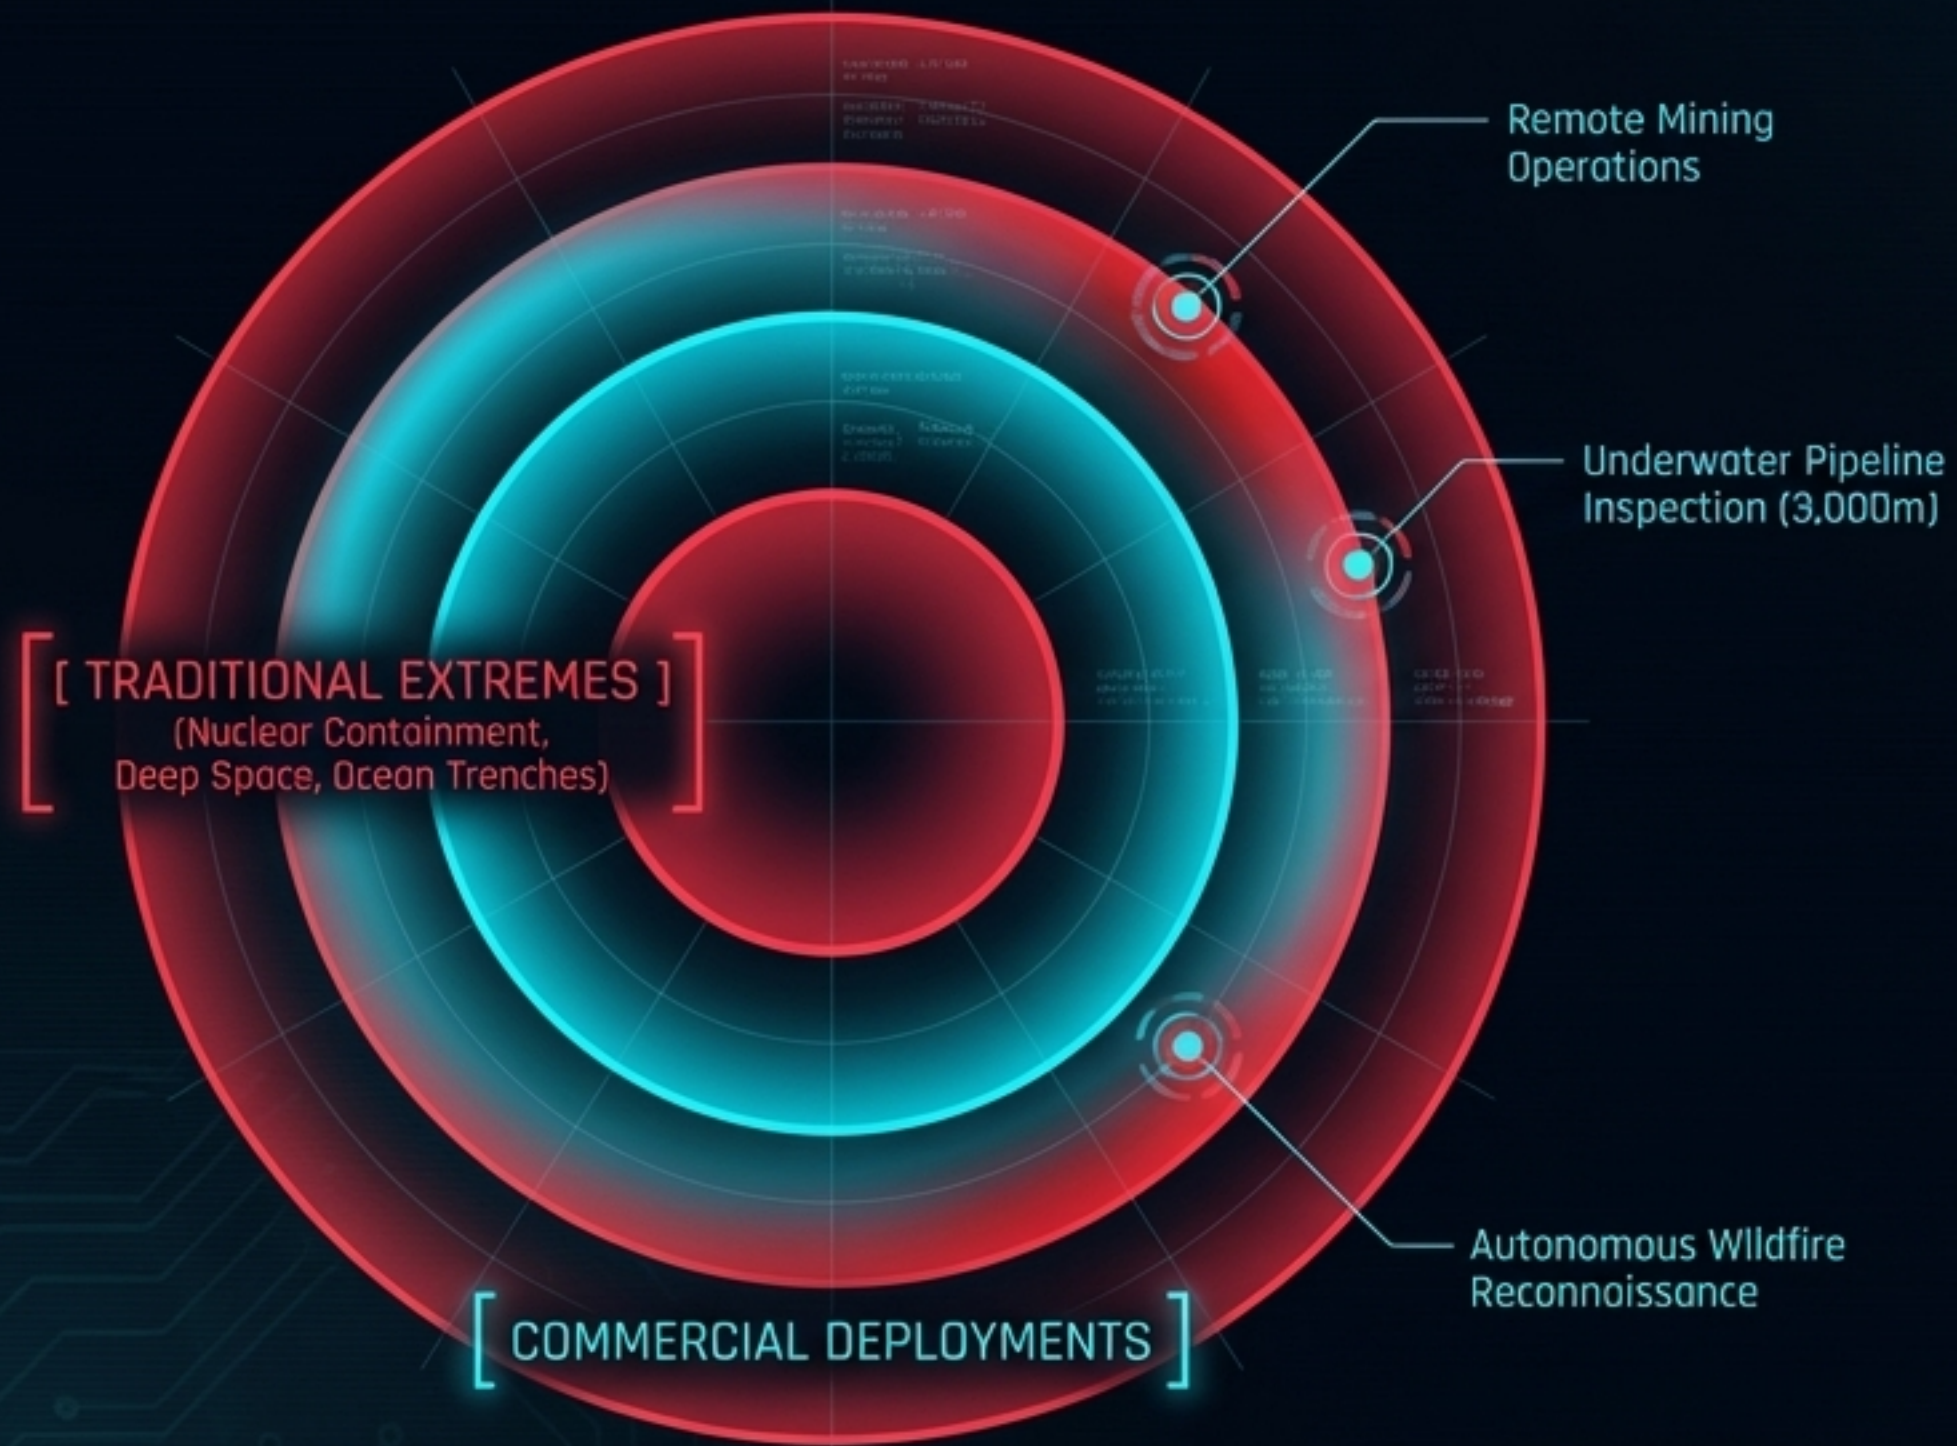 Remote Mining
Operations
Underwater Pipeline
Inspection (3,000m)
[ TRADITIONAL EXTREMES ]
(Nuclear Containment,
Deep Space, Ocean Trenches)
Autonomous WIldfire
Reconnaissance
[ COMMERCIAL DEPLOYMENTS ]